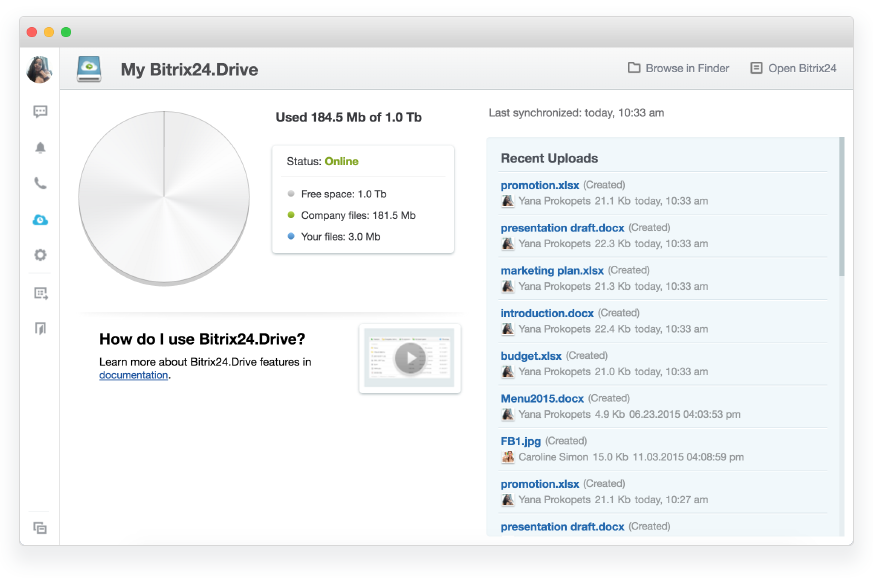 My Bitrix24.Drive
Browse in Finder
Open Bitrix24
Used 184.5 Mb of 1.0 Tb
Status: Online
Free space: 1.0 Tb
Company files: 181.5 Mb
Your files: 3.0 Mb
How do I use Bitrix24.Drive?
Learn more about Bitrix24.Drive features in
documentation.
Last synchronized: today, 10:33 am
Recent Uploads
promotion.xlsx (Created)
Yana Prokopets 21.1 Kb today, 10:33 am
presentation draft.docx (Created)
Yana Prokopets 22.3 Kb today, 10:33 am
marketing plan.xlsx (Created)
Yana Prokopets 21.3 Kb today, 10:33 am
introduction.docx (Created)
Yana Prokopets 22.4 Kb today, 10:33 am
budget.xlsx (Created)
Yana Prokopets 21.0 Kb today, 10:33 am
Menu2015.docx (Created)
Yana Prokopets 4.9 Kb 06.23.2015 04:03:53 pm
FB1.jpg (Created)
Caroline Simon 15.0 Kb 11.03.2015 04:08:59 pm
promotion.xlsx (Created)
Yana Prokopets 21.1 Kb today, 10:27 am
presentation draft.docx (Created)